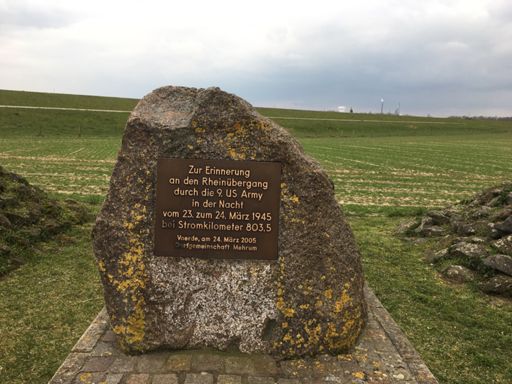 Zur Erinnerung
an den Rheinübergang
durch die 9. US Army
in der Nacht
vom 23. zum 24. März 1945
bei Stromkilometer 803.5
Voerde, am 24. März 2005
Dorfgemeinschaft Mehrum